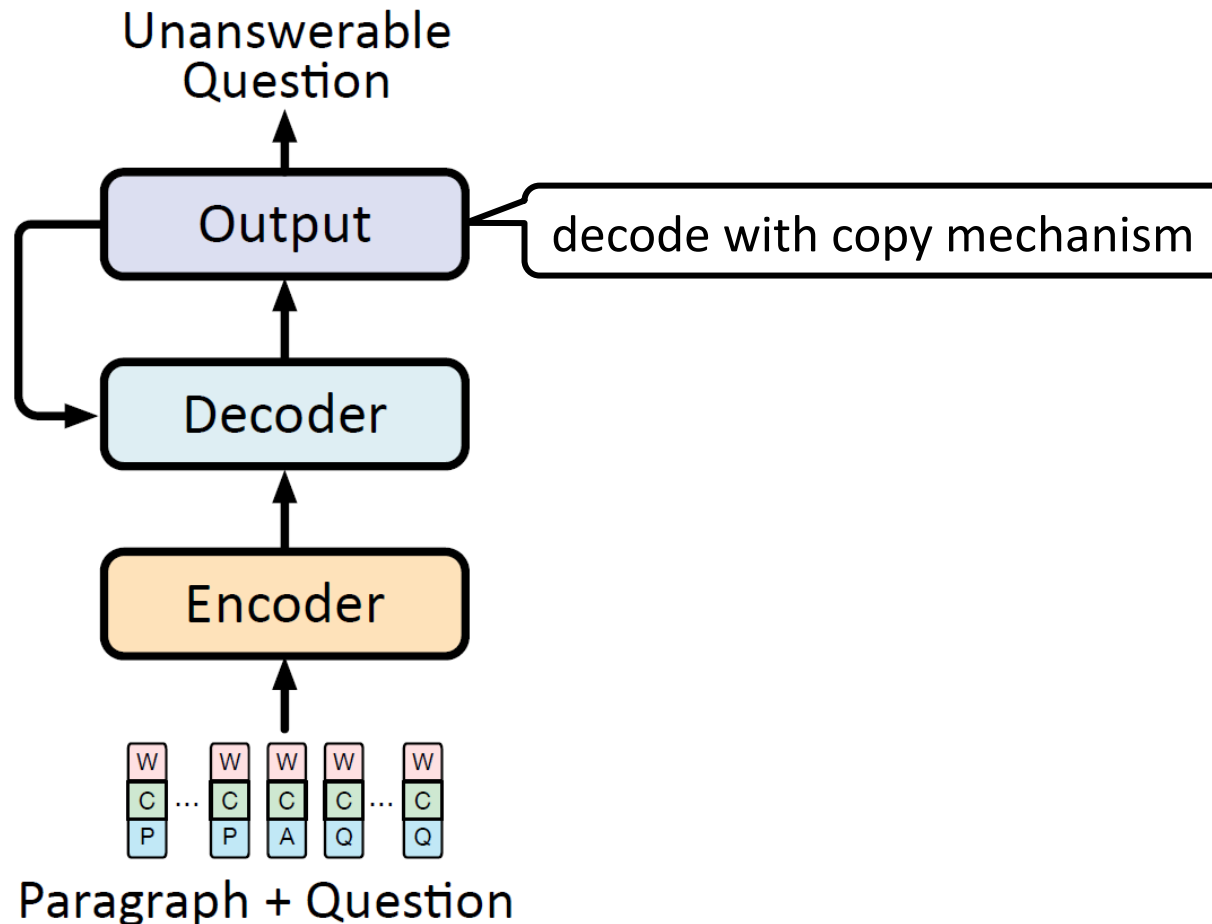 Unanswerable
Question
Output
decode with copy mechanism
Decoder
Encoder
W W W W W
C ... C C C ... C
P P A Q Q
Paragraph + Question